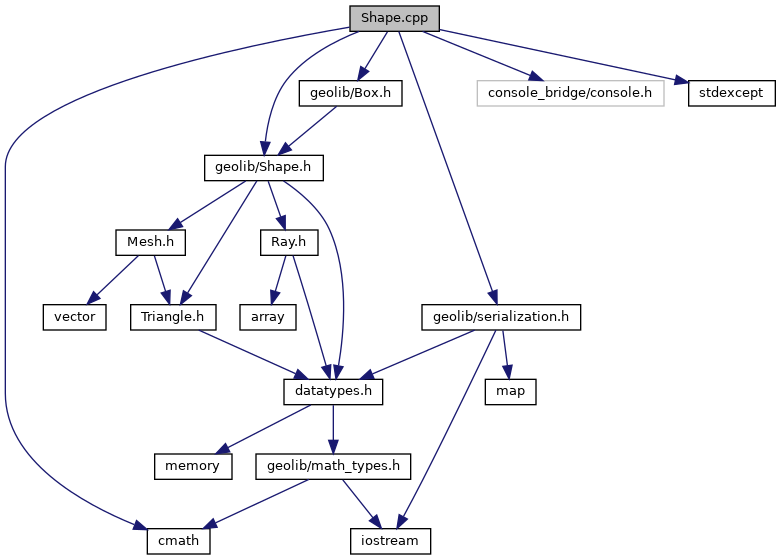 Shape.cpp
geolib/Box.h
console_bridge/console.h
stdexcept
geolib/Shape.h
Mesh.h
Ray.h
vector
Triangle.h
array
geolib/serialization.h
datatypes.h
map
memory
geolib/math_types.h
cmath
iostream